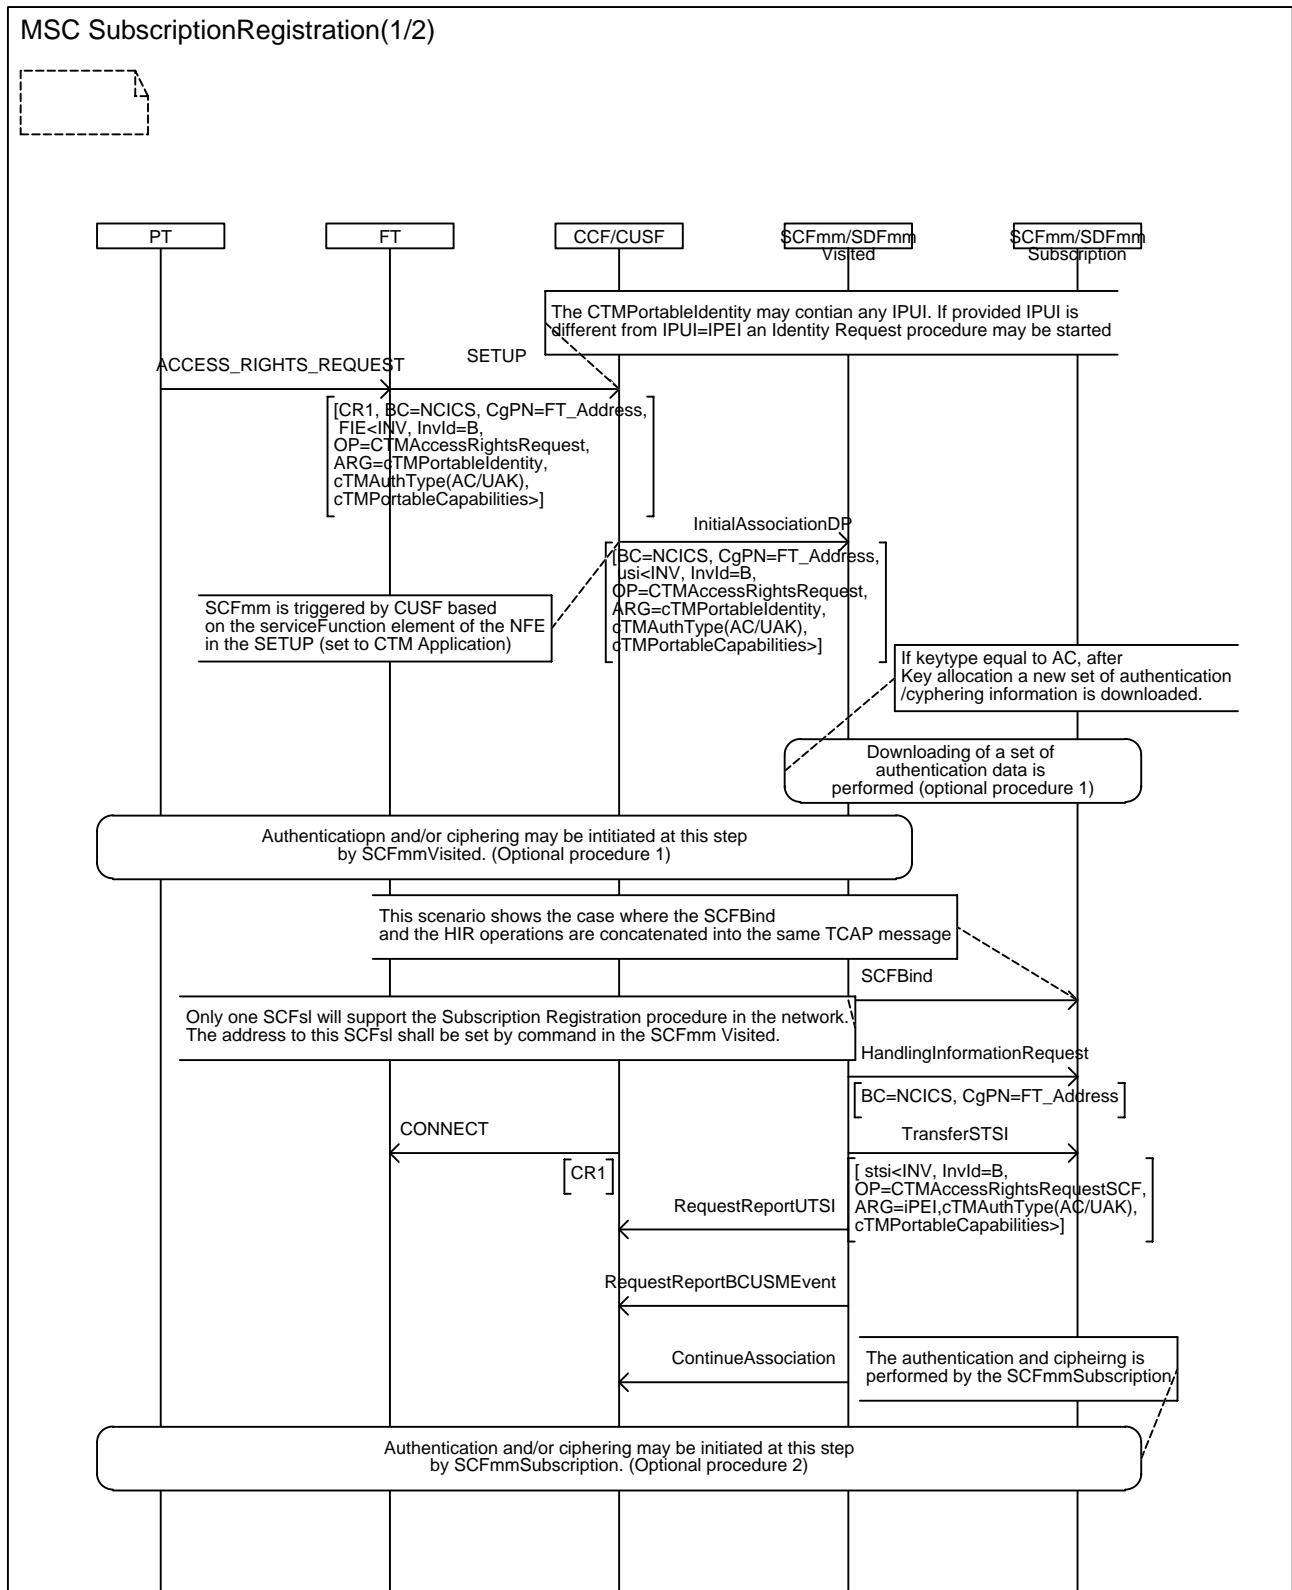 MSC SubscriptionRegistration(1/2)
PT
FT
CCF/CUSF
SCFmm/SDFmm
Visited
SCFmm/SDFmm
Subscription
The CTMPortableIdentity may contian any IPUI. If provided IPUI is
different from IPUI=IPEI an Identity Request procedure may be started
ACCESS_RIGHTS_REQUEST
SETUP
[CR1, BC=NCICS, CgPN=FT_Address,
FIE<INV, InvId=B,
OP=CTMAccessRightsRequest,
ARG=cTMPortableIdentity,
cTMAuthType(AC/UAK),
cTMPortableCapabilities>]
InitialAssociationDP
[BC=NCICS, CgPN=FT_Address,
usi<INV, InvId=B,
OP=CTMAccessRightsRequest,
ARG=cTMPortableIdentity,
cTMAuthType(AC/UAK),
cTMPortableCapabilities>]
SCFmm is triggered by CUSF based
on the serviceFunction element of the NFE
in the SETUP (set to CTM Application)
If keytype equal to AC, after
Key allocation a new set of authentication
/cyphering information is downloaded.
Downloading of a set of
authentication data is
performed (optional procedure 1)
Authenticatiopn and/or ciphering may be intitiated at this step
by SCFmmVisited. (Optional procedure 1)
This scenario shows the case where the SCFBind
and the HIR operations are concatenated into the same TCAP message
SCFBind
Only one SCFsl will support the Subscription Registration procedure in the network.
The address to this SCFsl shall be set by command in the SCFmm Visited.
HandlingInformationRequest
BC=NCICS, CgPN=FT_Address
CONNECT
CR1
TransferSTSI
[ stsi<INV, InvId=B,
OP=CTMAccessRightsRequestSCF,
ARG=iPEI,cTMAuthType(AC/UAK),
cTMPortableCapabilities>]
RequestReportUTSI
RequestReportBCUSMEvent
ContinueAssociation
The authentication and cipheirng is
performed by the SCFmmSubscription
Authentication and/or ciphering may be initiated at this step
by SCFmmSubscription. (Optional procedure 2)